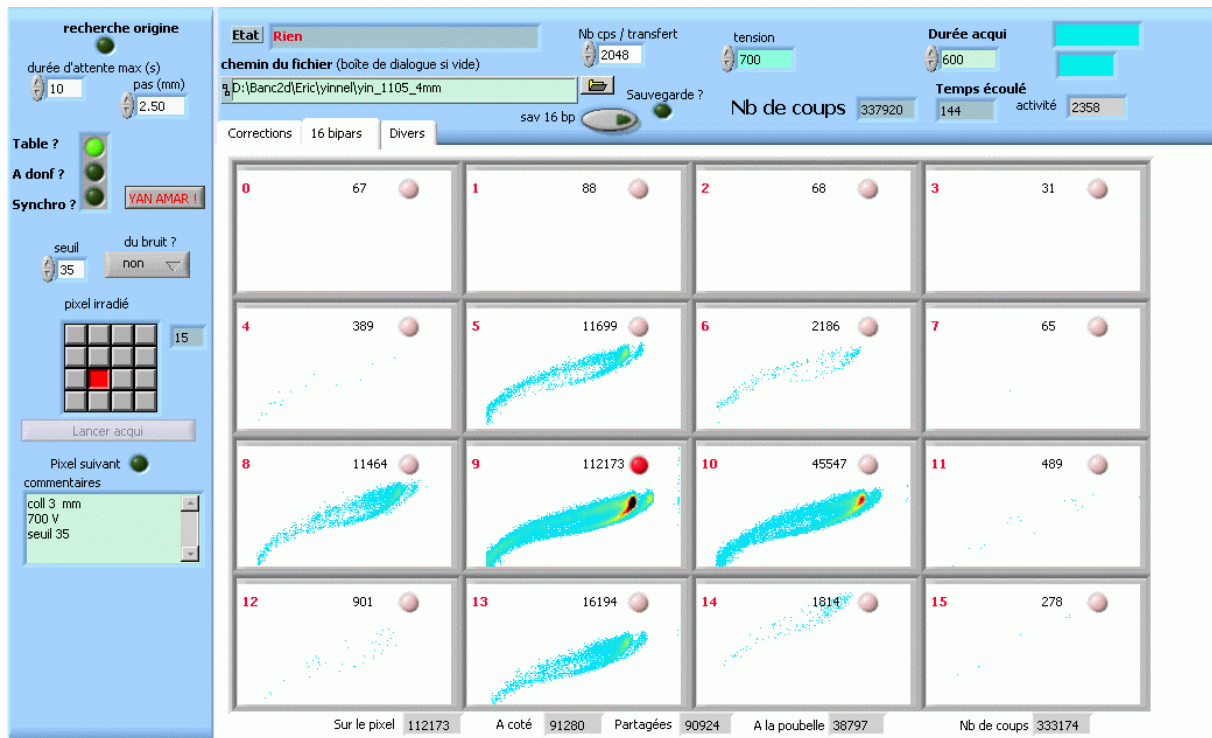 recherche origine
durée d'attente max (s)
10
pas (mm)
2.50
Table ?
A donf ?
Synchro ?
YAN AMAR !
seuil
35
du bruit ?
non
pixel irradié
15
Lancer acqui
Pixel suivant
commentaires
coll 3 mm
700 V
seuil 35
Etat Rien
chemin du fichier (boîte de dialogue si vide)
D:\Banc2d\Eric\yinnel\yin_1105_4mm
Nb cps / transfert
2048
sav 16 bp
Sauvegarde ?
tension
700
Nb de coups 337920
Durée acqui
600
Temps écoulé
144
activité 2358
Corrections 16 bipars Divers
0 67
1 88
2 68
3 31
4 389
5 11699
6 2186
7 65
8 11464
9 112173
10 45547
11 489
12 901
13 16194
14 1814
15 278
Sur le pixel 112173 A coté 91280 Partagées 90924 A la poubelle 38797 Nb de coups 333174